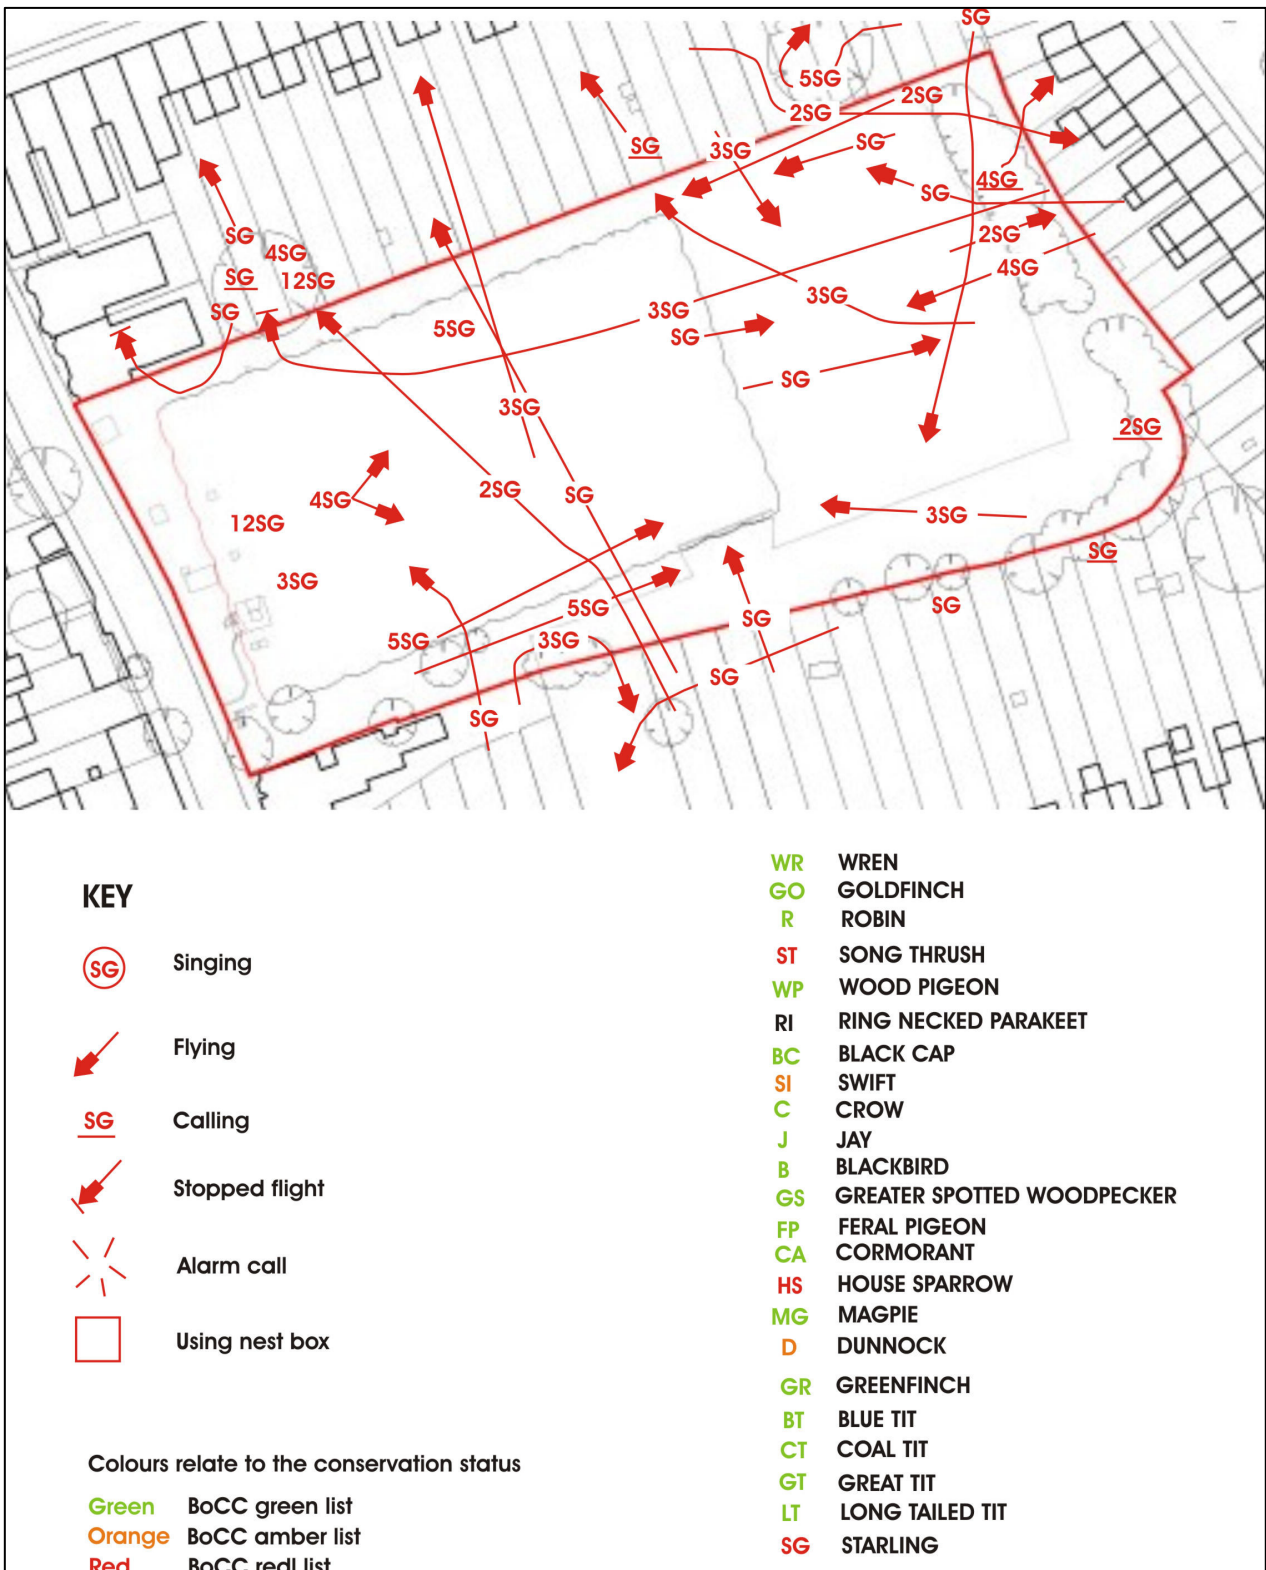 SG
5SG
2SG
2SG
SG
3SG
SG
4SG
SG
SG
4SG
2SG
SG
12SG
4SG
SG
3SG
3SG
5SG
SG
SG
3SG
2SG
2SG
SG
4SG
12SG
3SG
SG
3SG
5SG
SG
SG
5SG
3SG
SG
SG
KEY
SG Singing
Flying
SG Calling
Stopped flight
Alarm call
Using nest box
Colours relate to the conservation status
Green BoCC green list
Orange BoCC amber list
Red BoCC redl list
WR WREN
GO GOLDFINCH
R ROBIN
ST SONG THRUSH
WP WOOD PIGEON
RI RING NECKED PARAKEET
BC BLACK CAP
SI SWIFT
C CROW
J JAY
B BLACKBIRD
GS GREATER SPOTTED WOODPECKER
FP FERAL PIGEON
CA CORMORANT
HS HOUSE SPARROW
MG MAGPIE
D DUNNOCK
GR GREENFINCH
BT BLUE TIT
CT COAL TIT
GT GREAT TIT
LT LONG TAILED TIT
SG STARLING